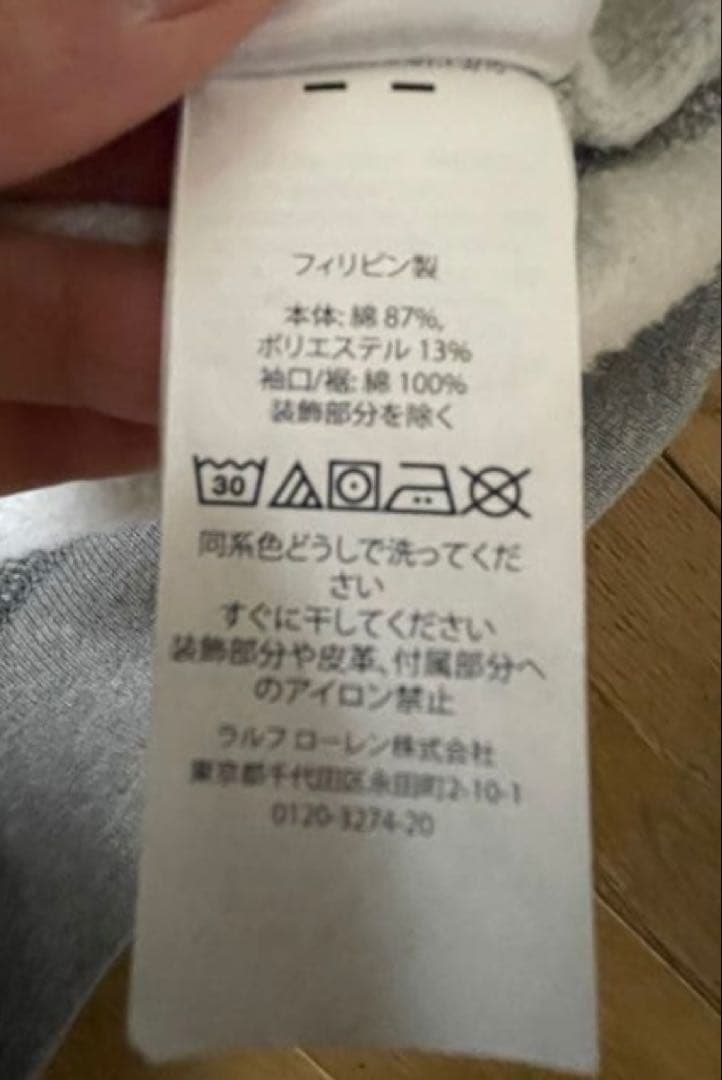 フィリピン製
本体: 綿 87%,
ポリエステル 13%
袖口/裾: 綿 100%
装飾部分を除く
30
同系色どうしで洗ってくだ
さい
すぐに干してください
装飾部分や皮革、付属部分へ
のアイロン禁止
ラルフ ローレン株式会社
東京都千代田区永田町2-10-1
0120-3274-20